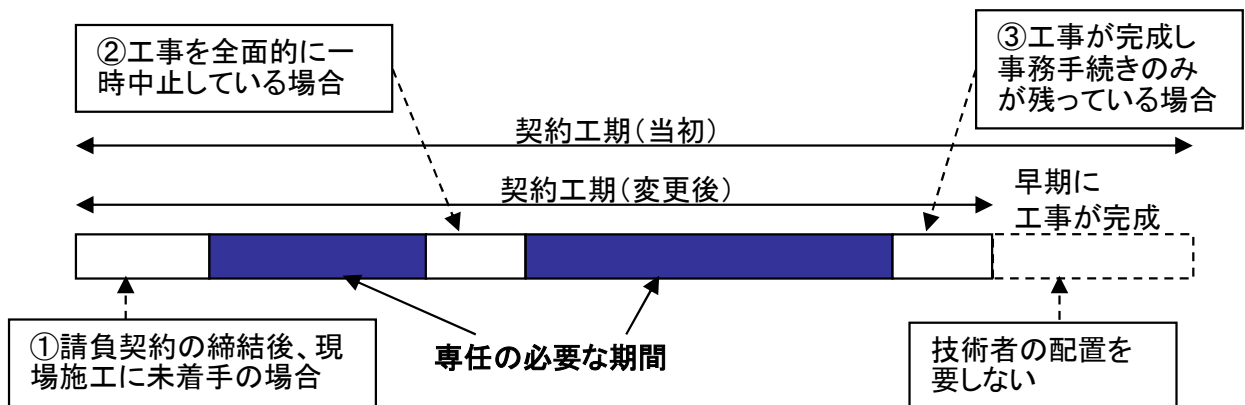 ②工事を全面的に一
時中止している場合
③工事が完成し
事務手続きのみ
が残っている場合
契約工期(当初)
契約工期(変更後)
早期に
工事が完成
①請負契約の締結後、現
場施工に未着手の場合
専任の必要な期間
技術者の配置を
要しない